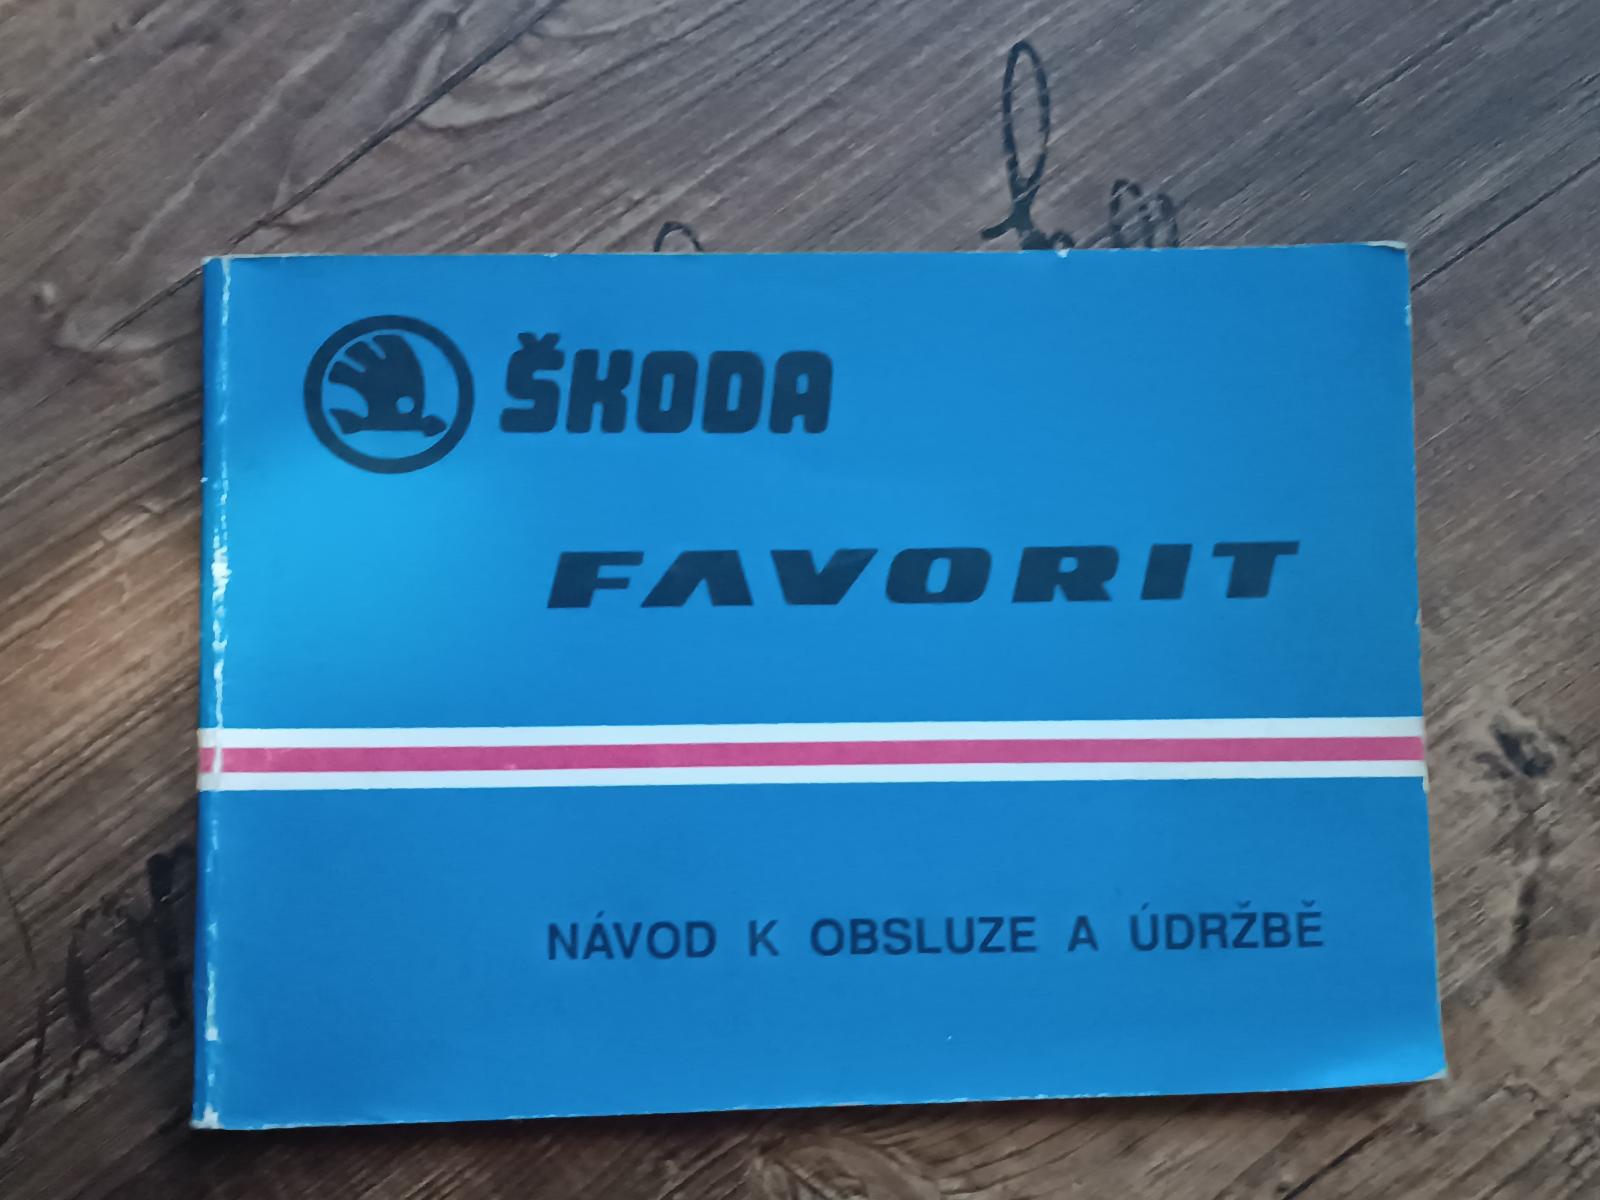 ŠKODA
FAVORIT
NÁVOD K OBSLUZE A ÚDRŽBĚ